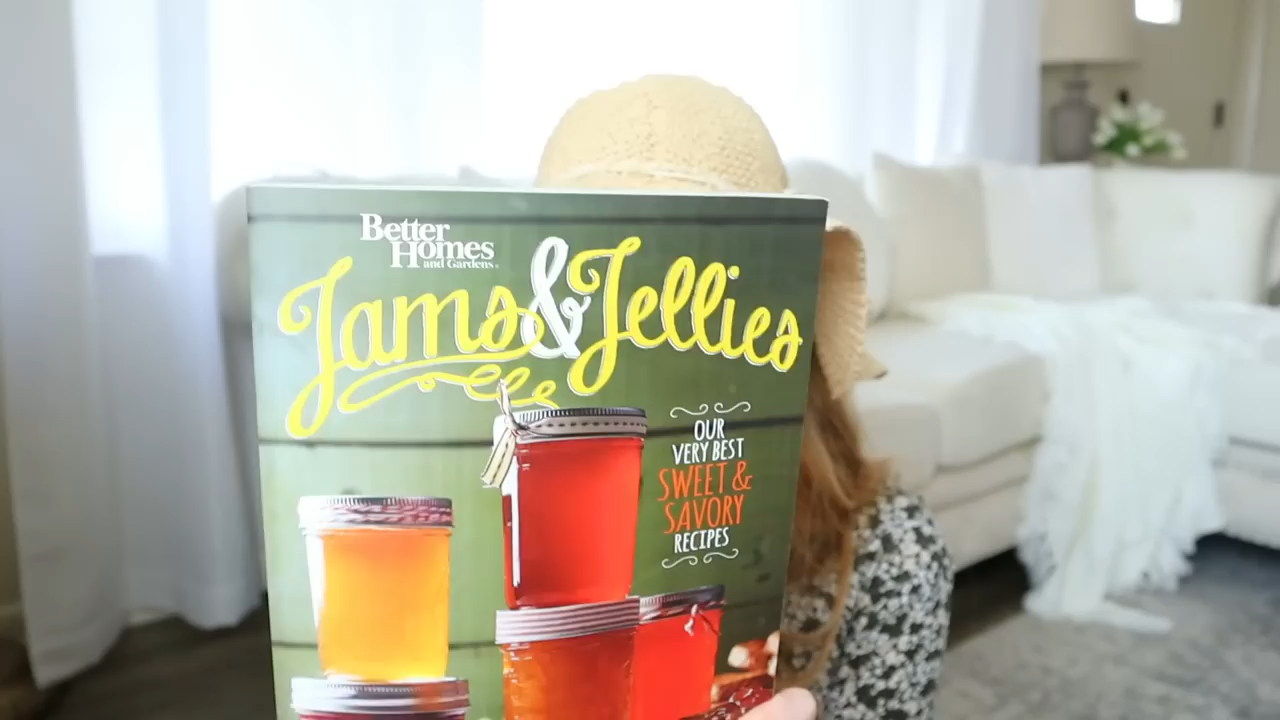 Better
Homes
and Gardens
Jams & Jellies
OUR
VERY BEST
SWEET &
SAVORY
RECIPES